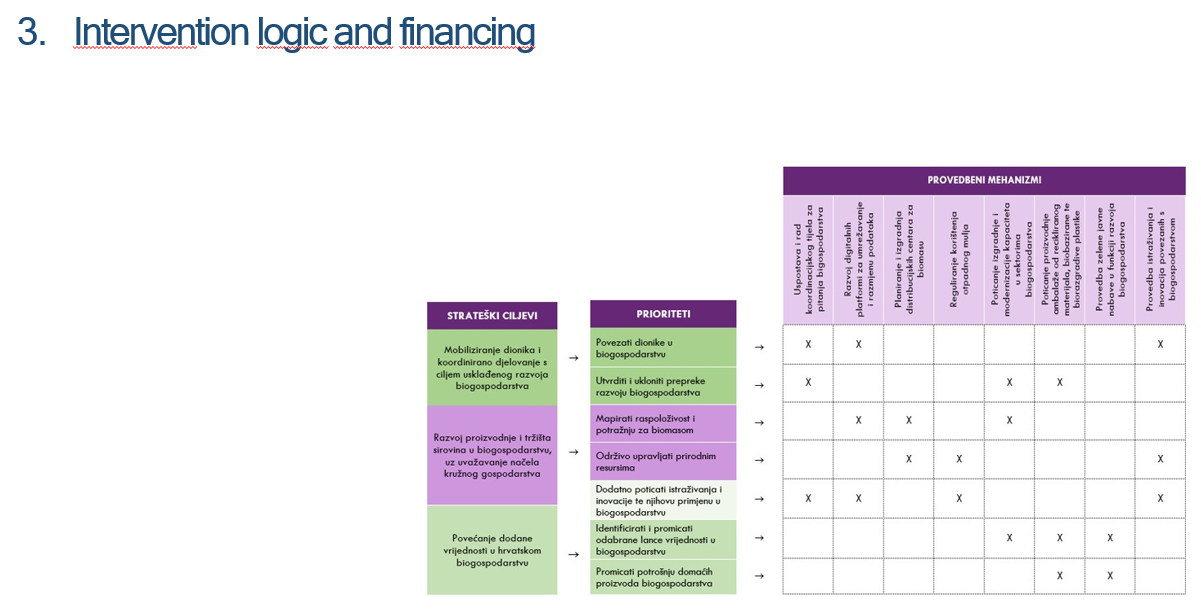 3. Intervention logic and financing
PROVEDBENI MEHANIZMI
Uspostava i rad
koordinacijskog tijela za
pitanja bigospodarstva
Razvoj digitalnih
platformi za umrežavanje
i razmjenu podataka
Planiranje i izgradnja
distribucijskih centara za
biomasu
Reguliranje korištenja
otpadnog mulja
Poticanje izgradnje i
modernizacije kapaciteta
u sektorima
biogospodarstva
Poticanje proizvodnje
ambalaže od recikliranog
materijala, biobazirane te
biorazgradive plastike
Provedba zelene javne
nabave u funkciji razvoja
biogospodarstva
Provedba istraživanja i
inovacija povezanih s
biogospodarstvom
STRATEŠKI CILJEVI
Mobiliziranje dionika i
koordinirano djelovanje s
ciljem usklađenog razvoja
biogospodarstva
Razvoj proizvodnje i tržišta
sirovina u biogospodarstvu,
uz uvažavanje načela
kružnog gospodarstva
Povećanje dodane
vrijednosti u hrvatskom
biogospodarstvu
PRIORITETI
Povezati dionike u
biogospodarstvu
→ X X X
Utvrditi i ukloniti prepreke
razvoju biogospodarstva
→ X X X
Mapirati raspoloživost i
potražnju za biomasom
→ X X X
Održivo upravljati prirodnim
resursima
→ X X X
Dodatno poticati istraživanja i
inovacije te njihovu primjenu u
biogospodarstvu
→ X X X X
Identificirati i promicati
odabrane lance vrijednosti u
biogospodarstvu
→ X X X
Promicati potrošnju domaćih
proizvoda biogospodarstva
→ X X